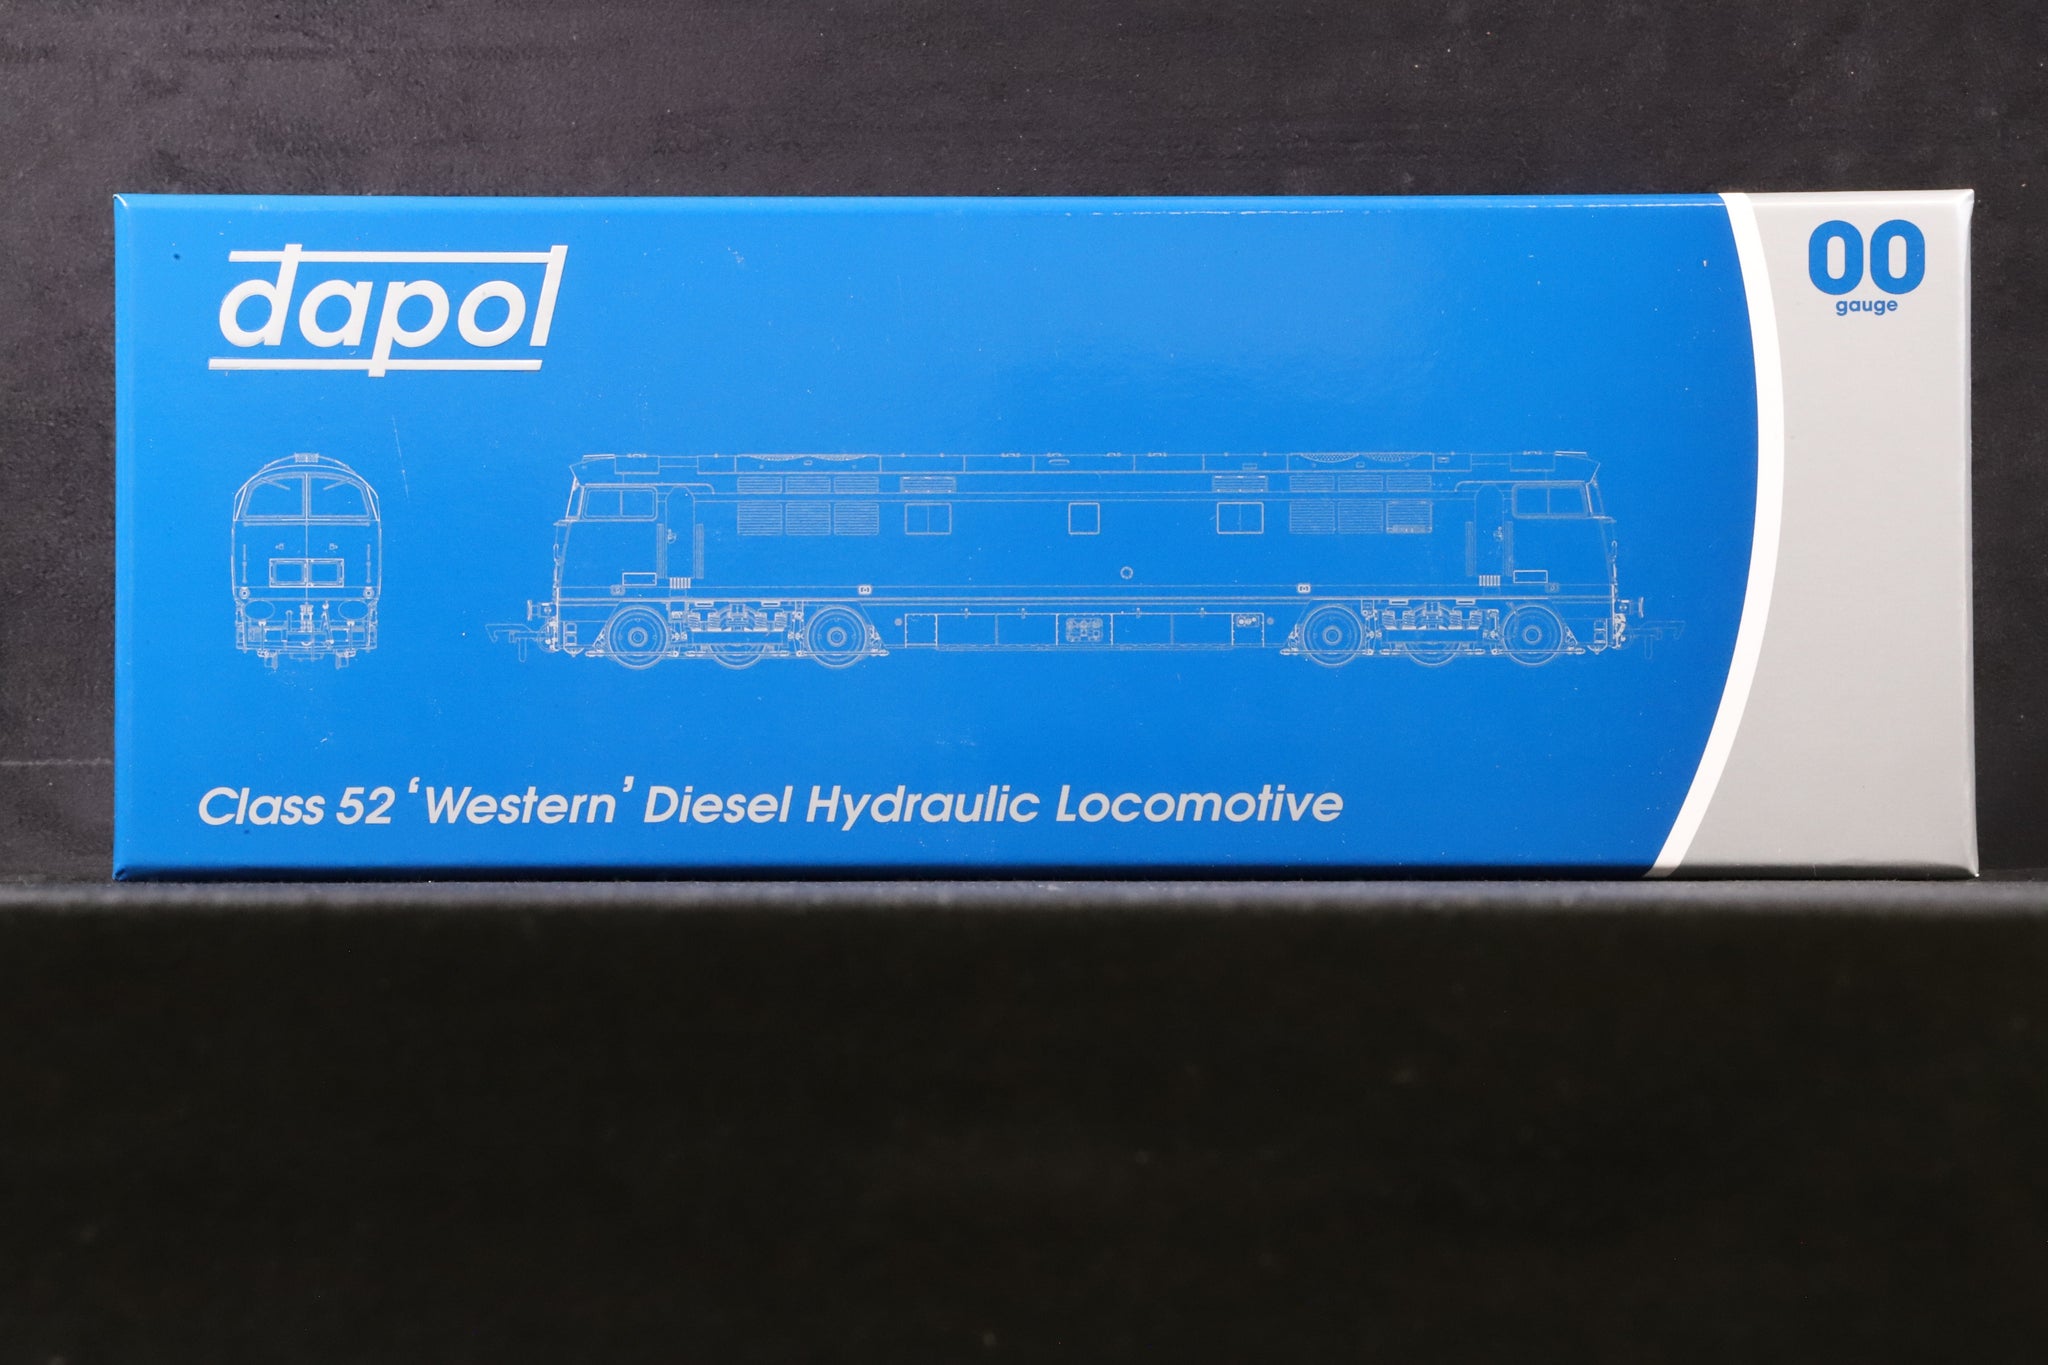 dapol
00
gauge
Class 52 ‘Western’ Diesel Hydraulic Locomotive